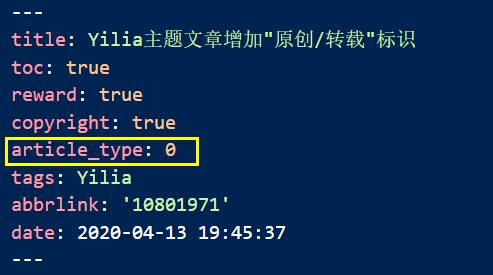 ---
title: Yilia主题文章增加"原创/转载"标识
toc: true
reward: true
copyright: true
article_type: 0
tags: Yilia
abbrlink: '10801971'
date: 2020-04-13 19:45:37
---